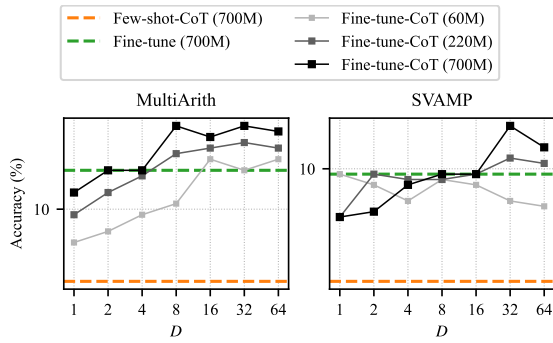 Few-shot-CoT (700M)
Fine-tune (700M)
Fine-tune-CoT (60M)
Fine-tune-CoT (220M)
Fine-tune-CoT (700M)
MultiArith
SVAMP
Accuracy (%)
10
10
1 2 4 8 16 32 64
1 2 4 8 16 32 64
D
D